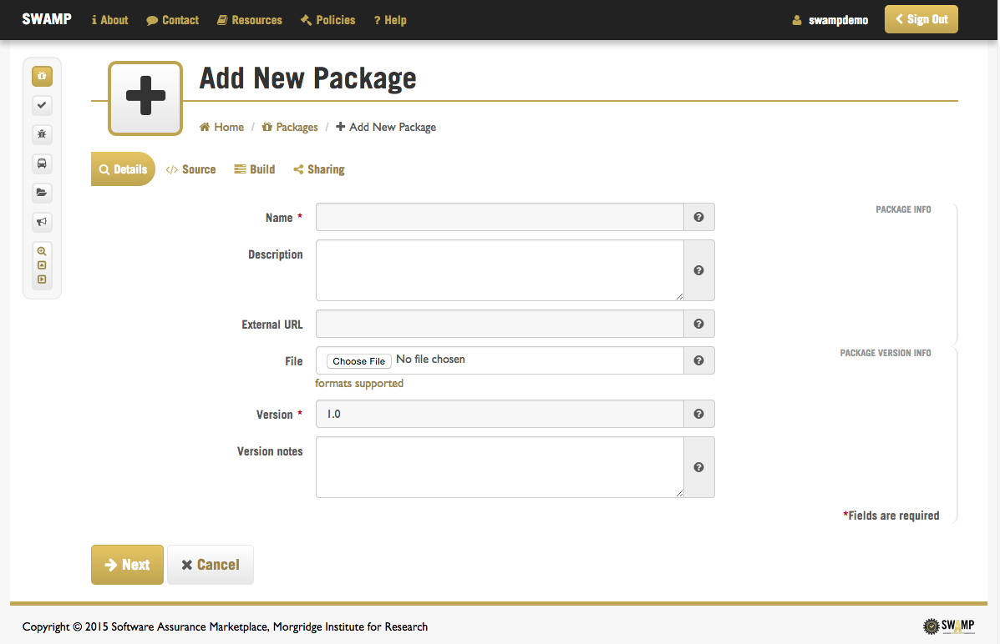 SWAMP About Contact Resources Policies ? Help swampdemo Sign Out
Add New Package
Home / Packages / Add New Package
Details </> Source Build Sharing
Name * PACKAGE INFO
Description
External URL
File Choose File No file chosen PACKAGE VERSION INFO
formats supported
Version * 1.0
Version notes
*Fields are required
Next Cancel
Copyright © 2015 Software Assurance Marketplace, Morgridge Institute for Research SWAMP